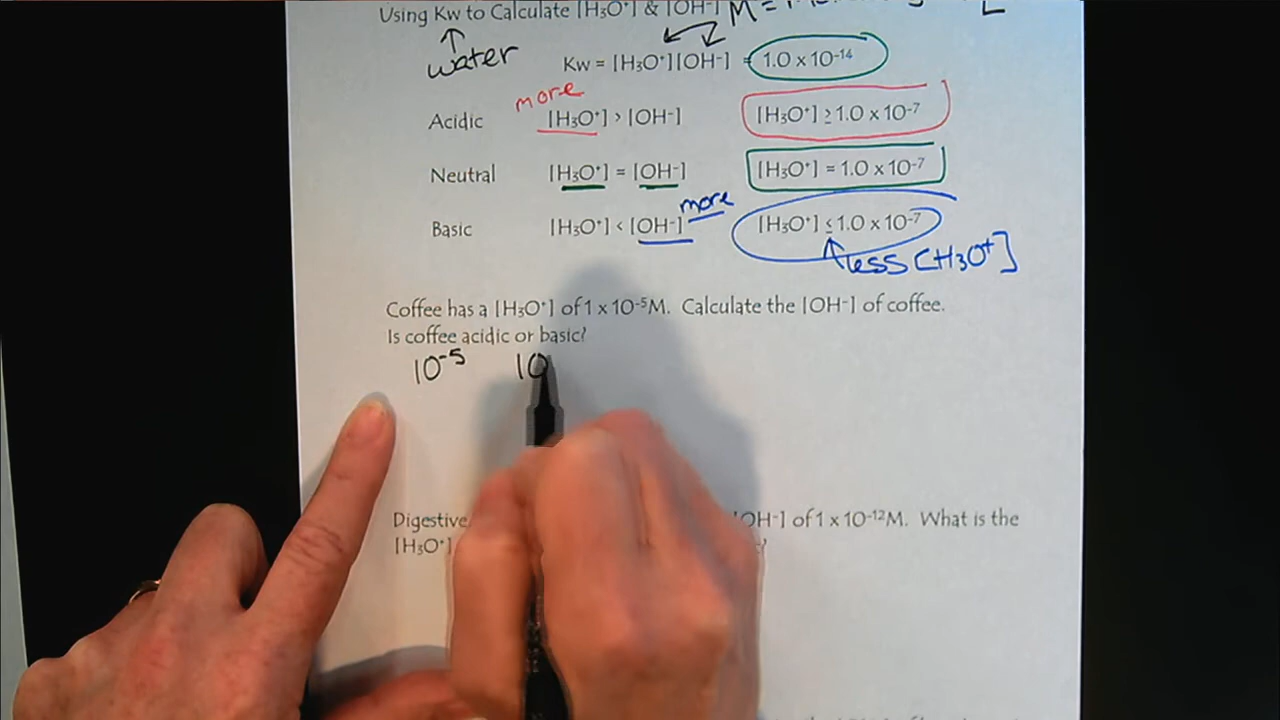 Using Kw to Calculate [H3O+] & [OH-] M =
↑
water
Kw = [H3O+][OH-] = 1.0 x 10-14
more
Acidic [H3O+] > [OH-] [H3O+] ≥ 1.0 x 10-7
Neutral [H3O+] = [OH-] [H3O+] = 1.0 x 10-7
more
Basic [H3O+] < [OH-] [H3O+] ≤ 1.0 x 10-7
less [H3O+]
Coffee has a [H3O+] of 1 x 10-5M. Calculate the [OH-] of coffee.
Is coffee acidic or basic?
10-5 10
Digestive OH-] of 1 x 10-12M. What is the
[H3O+]